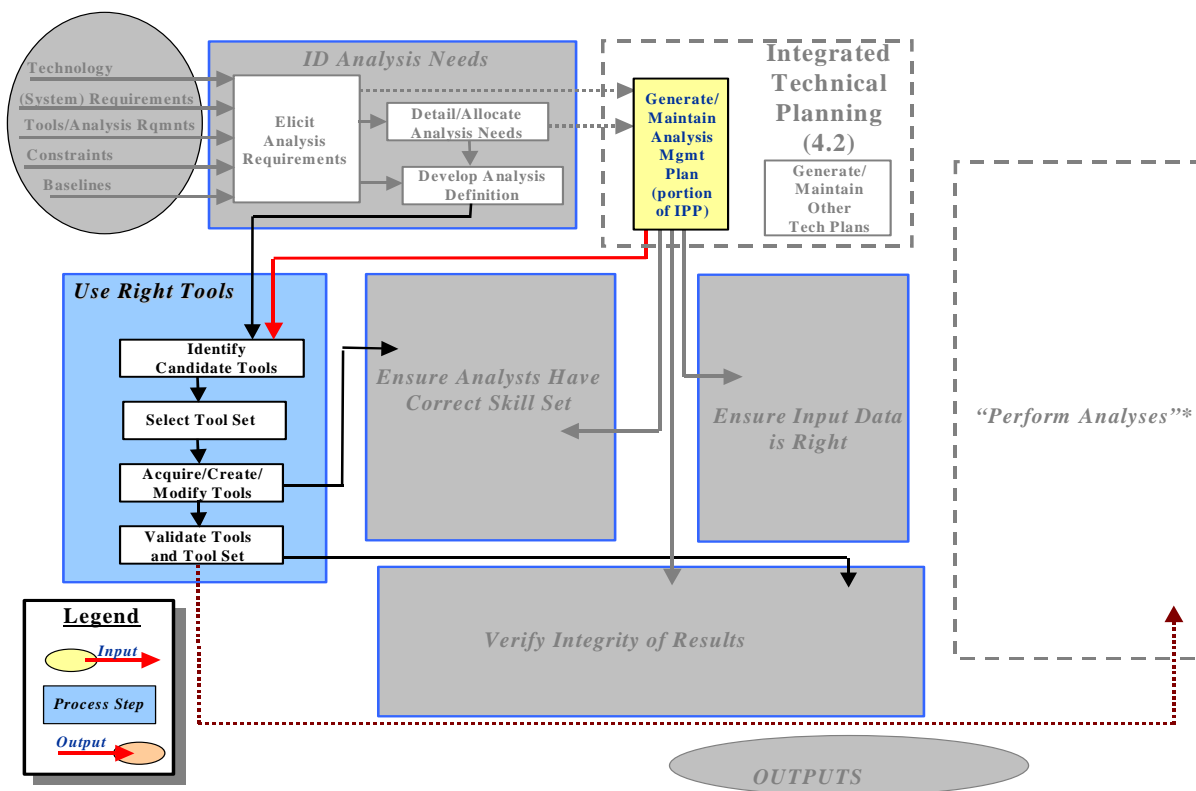 Technology
(System) Requirements
Tools/Analysis Rqmnts
Constraints
Baselines
ID Analysis Needs
Elicit
Analysis
Requirements
Detail/Allocate
Analysis Needs
Develop Analysis
Definition
Generate/
Maintain
Analysis
Mgmt
Plan
(portion
of IPP)
Integrated
Technical
Planning
(4.2)
Generate/
Maintain
Other
Tech Plans
Use Right Tools
Identify
Candidate Tools
Select Tool Set
Acquire/Create/
Modify Tools
Validate Tools
and Tool Set
Ensure Analysts Have
Correct Skill Set
Ensure Input Data
is Right
“Perform Analyses”*
Verify Integrity of Results
Legend
Input
Process Step
Output
OUTPUTS